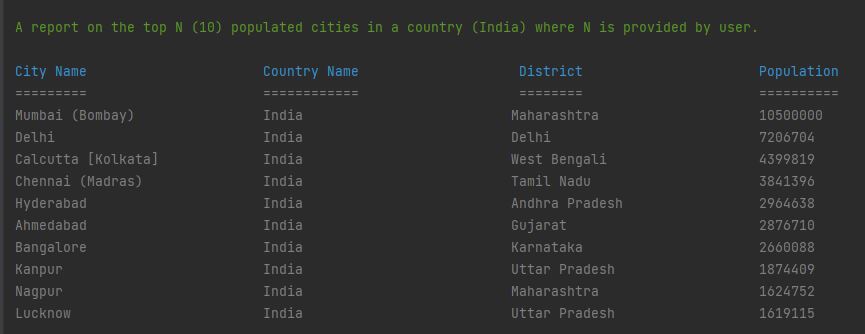 A report on the top N (10) populated cities in a country (India) where N is provided by user.
City Name Country Name District Population
========= ============ ======== ==========
Mumbai (Bombay) India Maharashtra 10500000
Delhi India Delhi 7206704
Calcutta [Kolkata] India West Bengali 4399819
Chennai (Madras) India Tamil Nadu 3841396
Hyderabad India Andhra Pradesh 2964638
Ahmedabad India Gujarat 2876710
Bangalore India Karnataka 2660088
Kanpur India Uttar Pradesh 1874409
Nagpur India Maharashtra 1624752
Lucknow India Uttar Pradesh 1619115